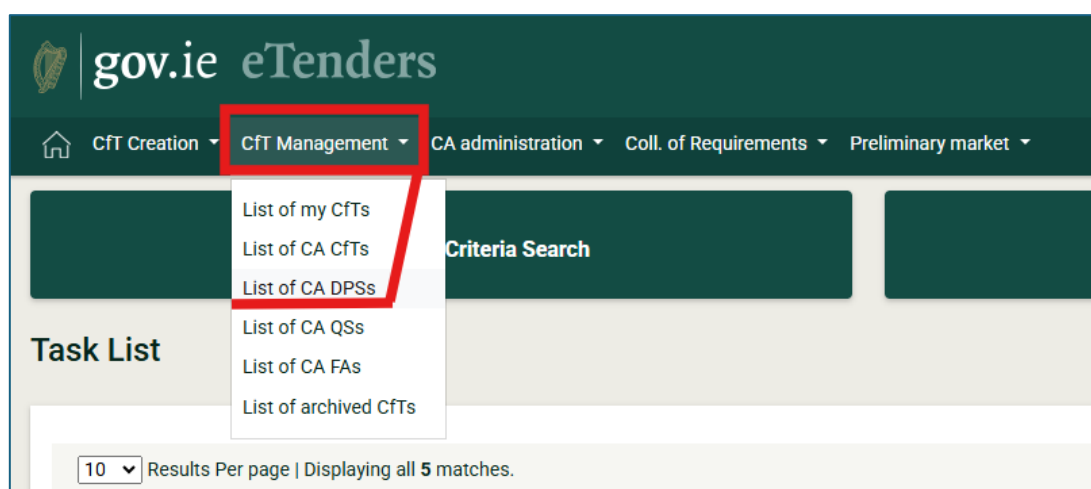 gov.ie eTenders
CfT Creation CfT Management CA administration Coll. of Requirements Preliminary market
List of my CfTs
List of CA CfTs
Criteria Search
List of CA DPSs
List of CA QSs
Task List
List of CA FAs
List of archived CfTs
10 Results Per page | Displaying all 5 matches.